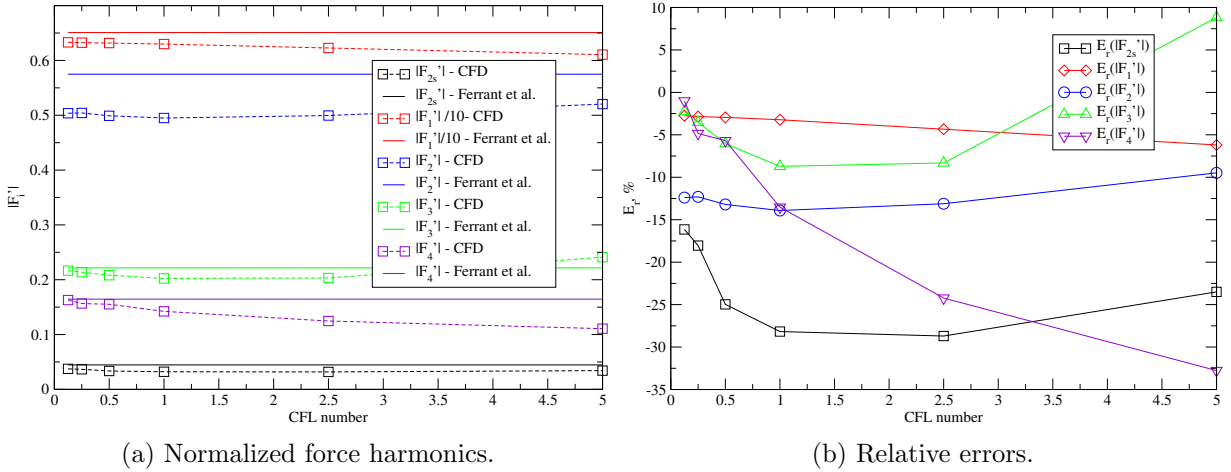 0.6
0.5
0.4
0.3
0.2
0.1
0
|F_i'|
0 0.5 1 1.5 2 2.5 3 3.5 4 4.5 5
CFL number
|F_2s'| - CFD
|F_2s'| - Ferrant et al.
|F_1'| /10- CFD
|F_1'|/10 - Ferrant et al.
|F_2'| - CFD
|F_2'| - Ferrant et al.
|F_3'| - CFD
|F_3'| - Ferrant et al.
|F_4'| - CFD
|F_4'| - Ferrant et al.
(a) Normalized force harmonics.
10
5
0
-5
-10
-15
-20
-25
-30
-35
E_r, %
0 0.5 1 1.5 2 2.5 3 3.5 4 4.5 5
CFL number
E_r(|F_2s'|)
E_r(|F_1'|)
E_r(|F_2'|)
E_r(|F_3'|)
E_r(|F_4'|)
(b) Relative errors.